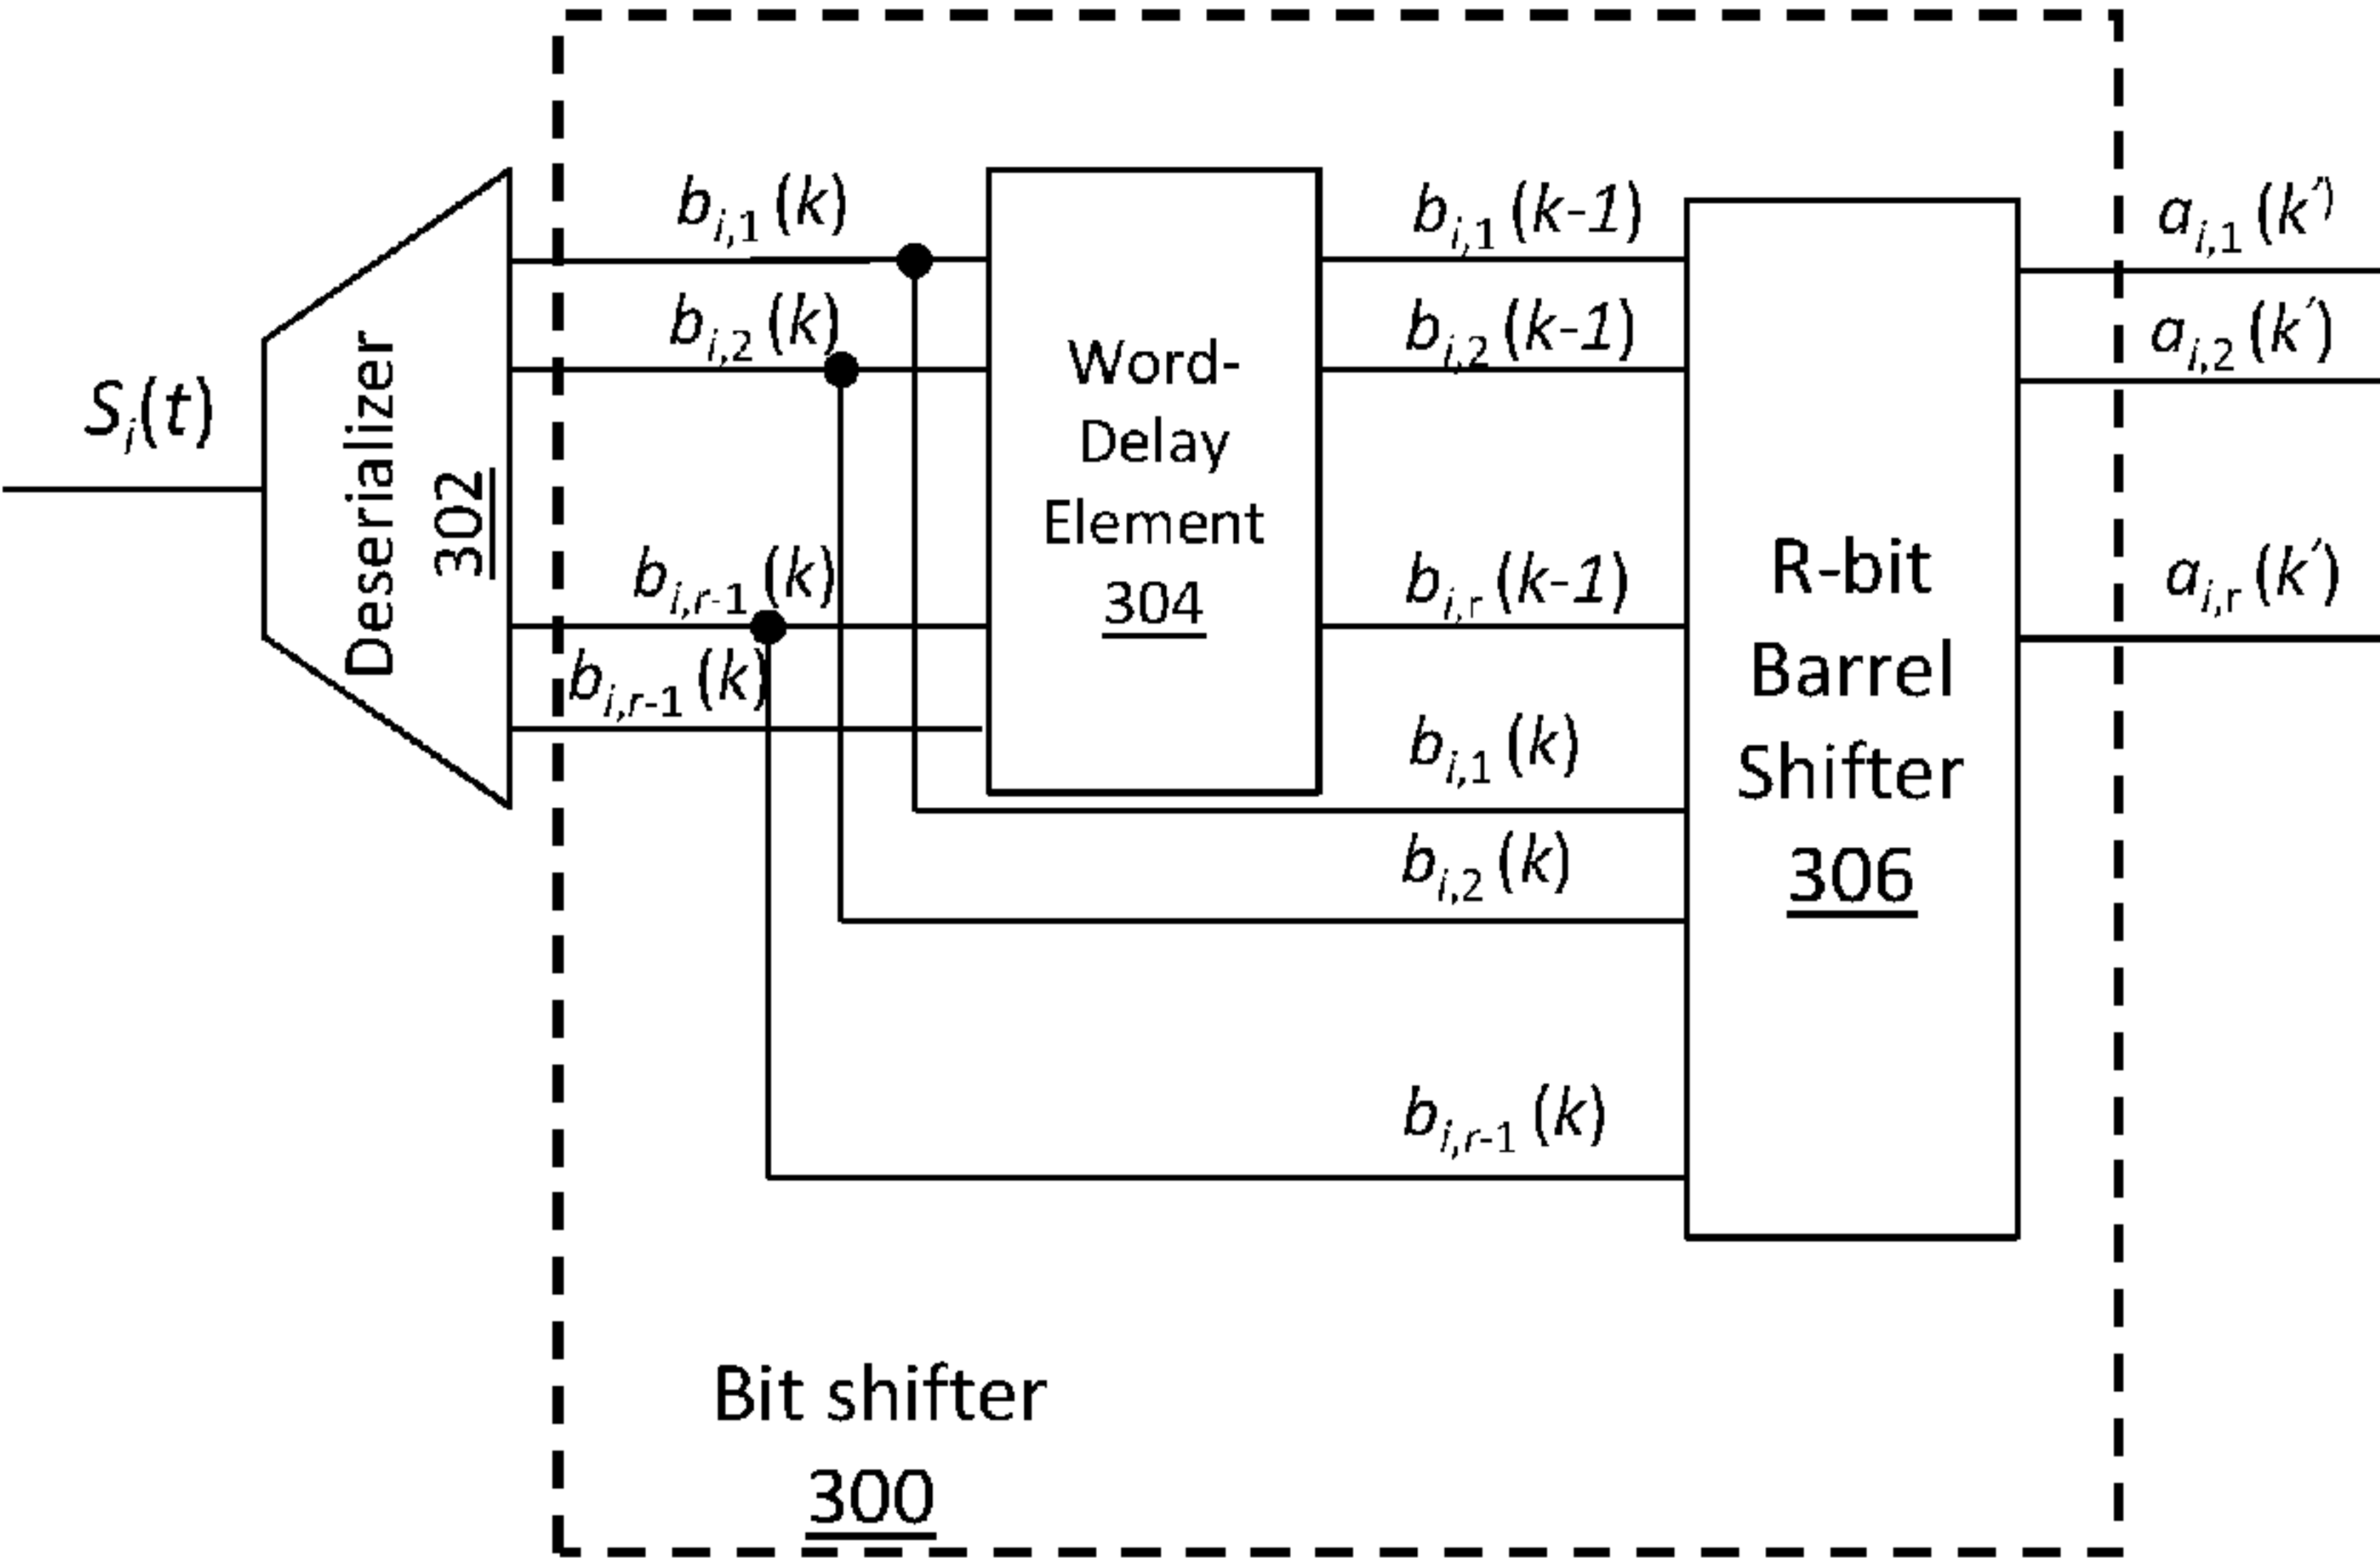 S_i(t)
Deserializer
302
b_{i,1}(k)
b_{i,2}(k)
b_{i,r-1}(k)
b_{i,r-1}(k)
Word-
Delay
Element
304
b_{i,1}(k-1)
b_{i,2}(k-1)
b_{i,r}(k-1)
b_{i,1}(k)
b_{i,2}(k)
b_{i,r-1}(k)
R-bit
Barrel
Shifter
306
a_{i,1}(k′)
a_{i,2}(k′)
a_{i,r}(k′)
Bit shifter
300